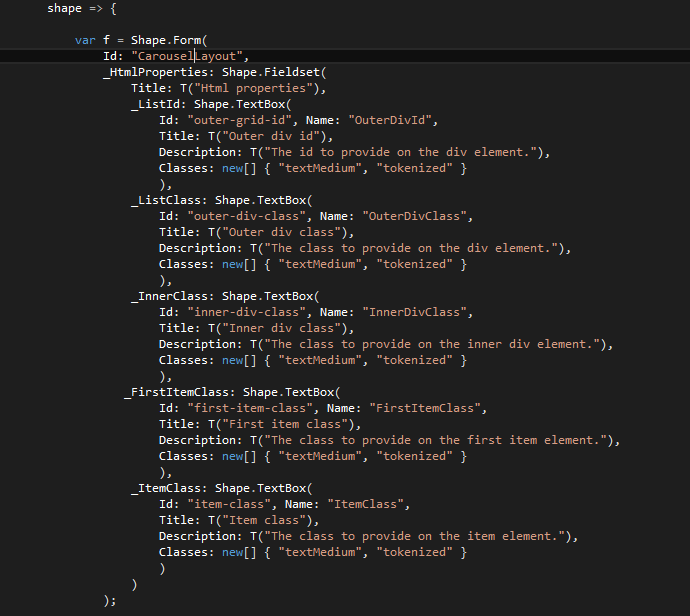 shape => {
var f = Shape.Form(
Id: "CarouselLayout",
_HtmlProperties: Shape.Fieldset(
Title: T("Html properties"),
_ListId: Shape.TextBox(
Id: "outer-grid-id", Name: "OuterDivId",
Title: T("Outer div id"),
Description: T("The id to provide on the div element."),
Classes: new[] { "textMedium", "tokenized" }
),
_ListClass: Shape.TextBox(
Id: "outer-div-class", Name: "OuterDivClass",
Title: T("Outer div class"),
Description: T("The class to provide on the div element."),
Classes: new[] { "textMedium", "tokenized" }
),
_InnerClass: Shape.TextBox(
Id: "inner-div-class", Name: "InnerDivClass",
Title: T("Inner div class"),
Description: T("The class to provide on the inner div element."),
Classes: new[] { "textMedium", "tokenized" }
),
_FirstItemClass: Shape.TextBox(
Id: "first-item-class", Name: "FirstItemClass",
Title: T("First item class"),
Description: T("The class to provide on the first item element."),
Classes: new[] { "textMedium", "tokenized" }
),
_ItemClass: Shape.TextBox(
Id: "item-class", Name: "ItemClass",
Title: T("Item class"),
Description: T("The class to provide on the item element."),
Classes: new[] { "textMedium", "tokenized" }
)
)
);